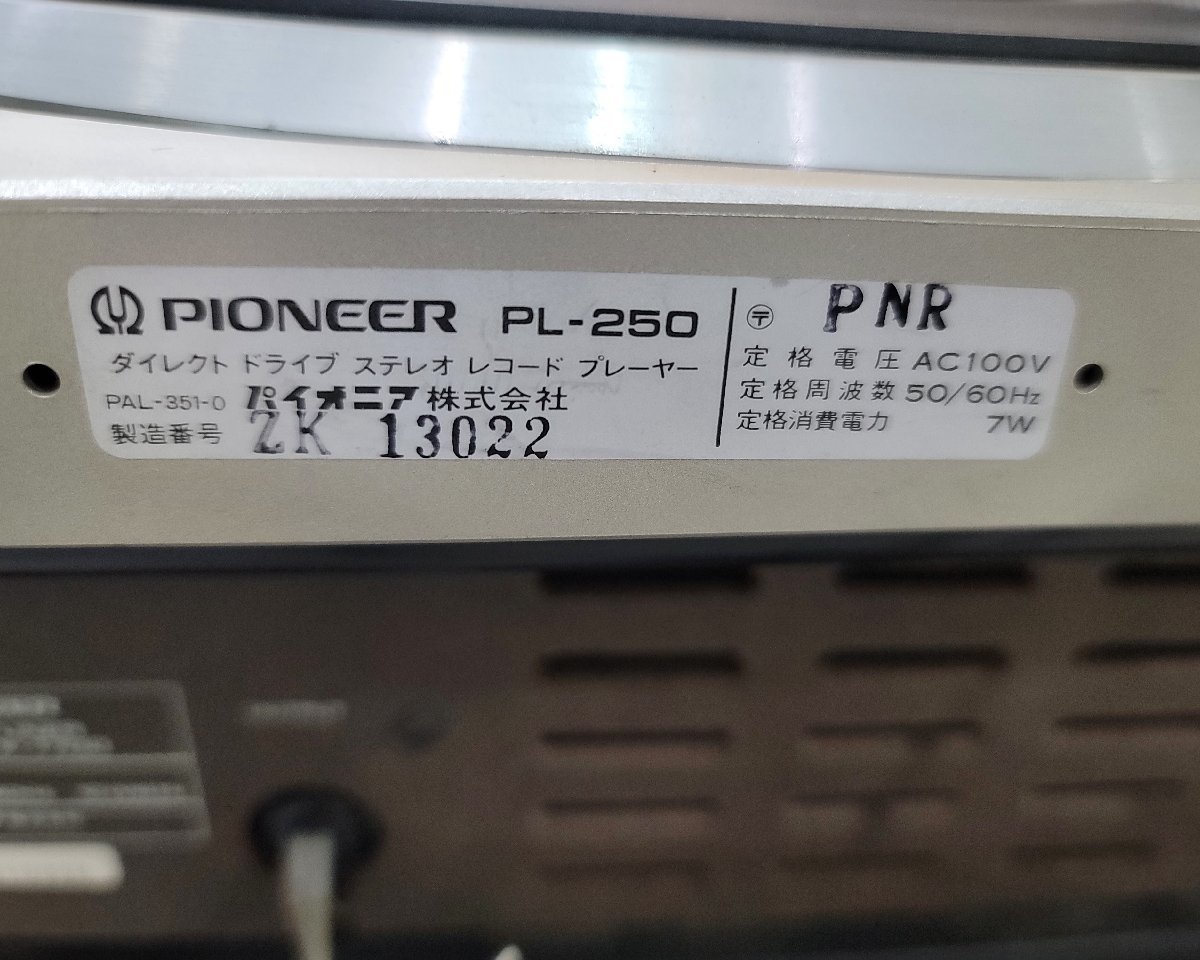 PIONEER PL-250
ダイレクト ドライブ ステレオ レコード プレーヤー
PAL-351-0 パイオニア株式会社
製造番号 ZK 13022
〒 PNR
定格電圧 AC100V
定格周波数 50/60Hz
定格消費電力 7W